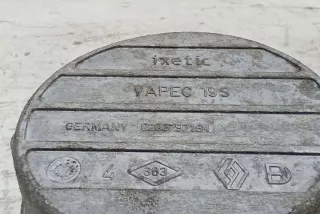 ixetic
VAPEC 19S
GERMANY
4 363